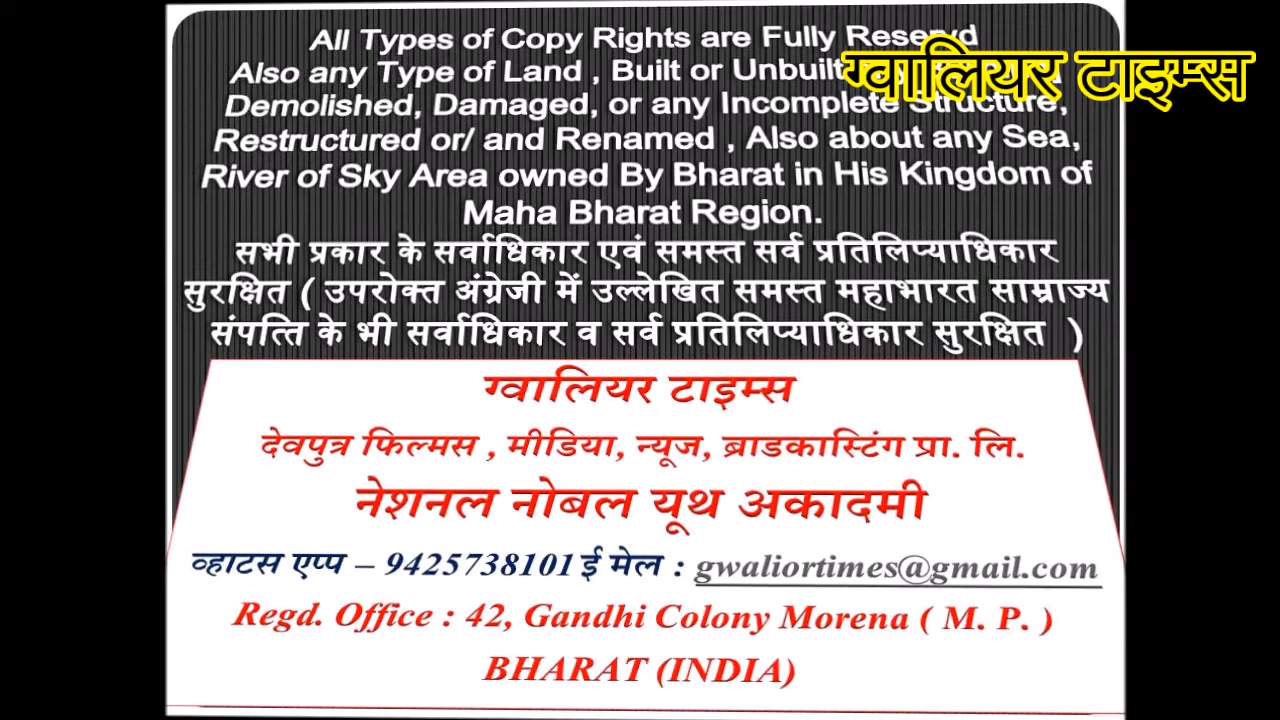 All Types of Copy Rights are Fully Reservd
ग्वालियर टाइम्स
Also any Type of Land , Built or Unbuilt
Demolished, Damaged, or any Incomplete Structure,
Restructured or/ and Renamed , Also about any Sea,
River of Sky Area owned By Bharat in His Kingdom of
Maha Bharat Region.
सभी प्रकार के सर्वाधिकार एवं समस्त सर्व प्रतिलिप्याधिकार
सुरक्षित ( उपरोक्त अंग्रेजी में उल्लेखित समस्त महाभारत साम्राज्य
संपत्ति के भी सर्वाधिकार व सर्व प्रतिलिप्याधिकार सुरक्षित )
ग्वालियर टाइम्स
देवपुत्र फिल्मस , मीडिया, न्यूज, ब्राडकास्टिंग प्रा. लि.
नेशनल नोबल यूथ अकादमी
व्हाटस एप्प – 9425738101 ई मेल : gwaliortimes@gmail.com
Regd. Office : 42, Gandhi Colony Morena ( M. P. )
BHARAT (INDIA)